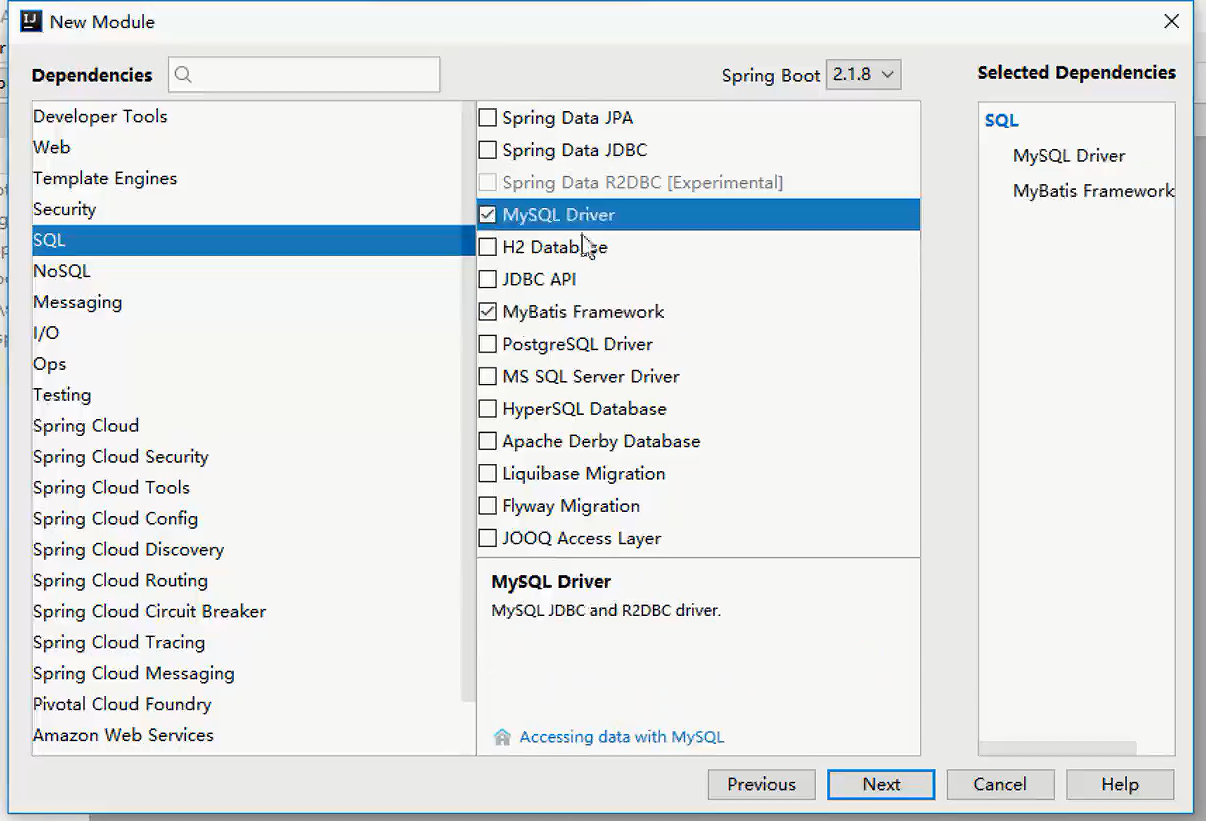 New Module
Dependencies
Spring Boot 2.1.8
Selected Dependencies
Developer Tools
Web
Template Engines
Security
SQL
NoSQL
Messaging
I/O
Ops
Testing
Spring Cloud
Spring Cloud Security
Spring Cloud Tools
Spring Cloud Config
Spring Cloud Discovery
Spring Cloud Routing
Spring Cloud Circuit Breaker
Spring Cloud Tracing
Spring Cloud Messaging
Pivotal Cloud Foundry
Amazon Web Services
Spring Data JPA
Spring Data JDBC
Spring Data R2DBC [Experimental]
MySQL Driver
H2 Database
JDBC API
MyBatis Framework
PostgreSQL Driver
MS SQL Server Driver
HyperSQL Database
Apache Derby Database
Liquibase Migration
Flyway Migration
JOOQ Access Layer
MySQL Driver
MySQL JDBC and R2DBC driver.
Accessing data with MySQL
SQL
MySQL Driver
MyBatis Framework
Previous
Next
Cancel
Help